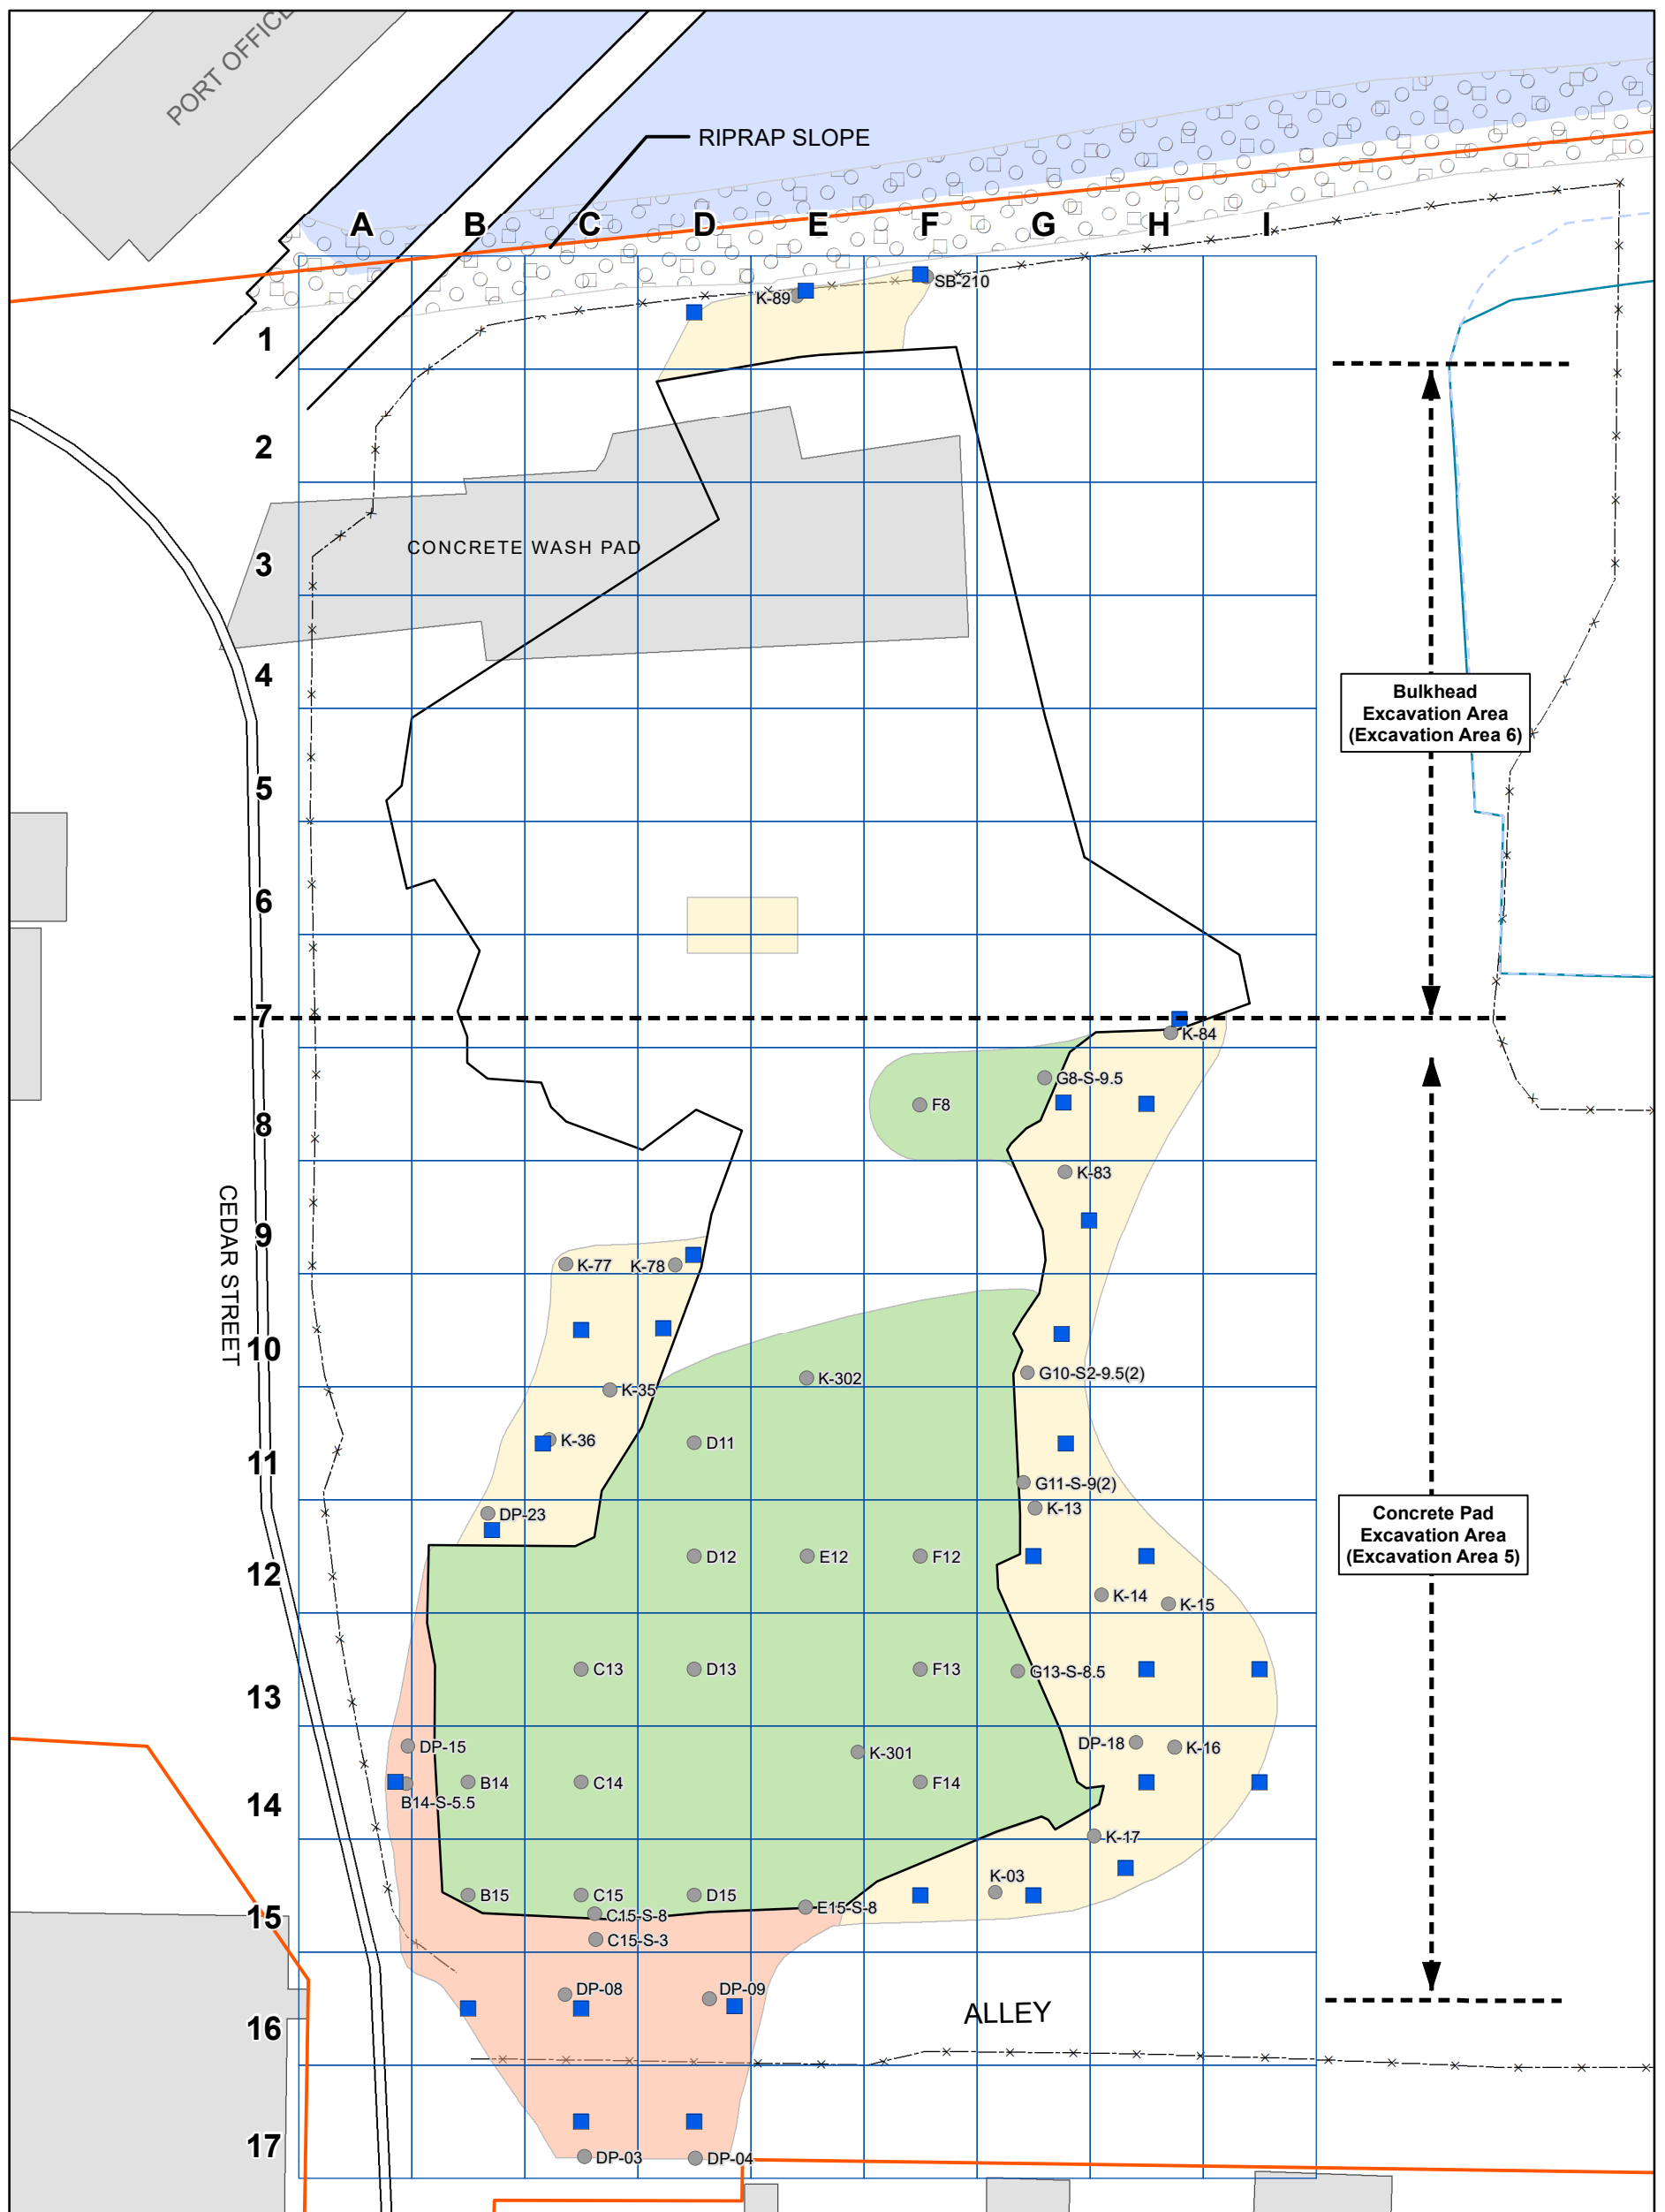 PORT OFFICE
RIPRAP SLOPE
A
B
C
D
E
F
G
H
I
K-89
SB-210
1
2
CONCRETE WASH PAD
3
4
Bulkhead
Excavation Area
(Excavation Area 6)
5
6
7
K-84
G8-S-9.5
F8
8
K-83
CEDAR STREET
9
K-77
K-78
10
K-302
G10-S2-9.5(2)
K-35
K-36
D11
11
G11-S-9(2)
DP-23
K-13
Concrete Pad
Excavation Area
(Excavation Area 5)
D12
E12
F12
12
K-14
K-15
C13
D13
F13
G13-S-8.5
13
DP-15
DP-18
K-16
K-301
B14
C14
F14
B14-S-5.5
14
K-17
K-03
B15
C15
D15
E15-S-8
C15-S-8
15
C15-S-3
DP-08
DP-09
ALLEY
16
17
DP-03
DP-04